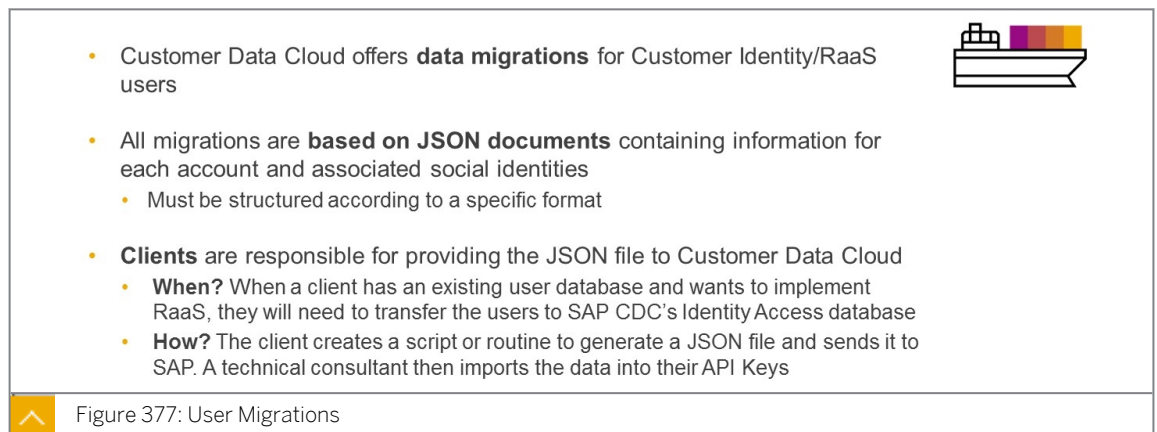 • Customer Data Cloud offers data migrations for Customer Identity/RaaS
users
• All migrations are based on JSON documents containing information for
each account and associated social identities
• Must be structured according to a specific format
• Clients are responsible for providing the JSON file to Customer Data Cloud
• When? When a client has an existing user database and wants to implement
RaaS, they will need to transfer the users to SAP CDC's Identity Access database
• How? The client creates a script or routine to generate a JSON file and sends it to
SAP. A technical consultant then imports the data into their API Keys
Figure 377: User Migrations